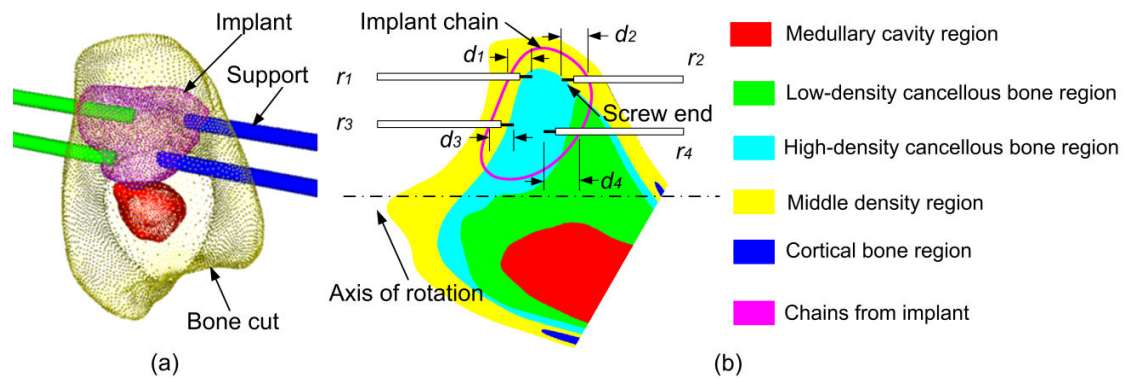 Implant
Support
Bone cut
(a)
Implant chain
d1
d2
r1
r2
Screw end
r3
d3
r4
d4
Axis of rotation
(b)
Medullary cavity region
Low-density cancellous bone region
High-density cancellous bone region
Middle density region
Cortical bone region
Chains from implant